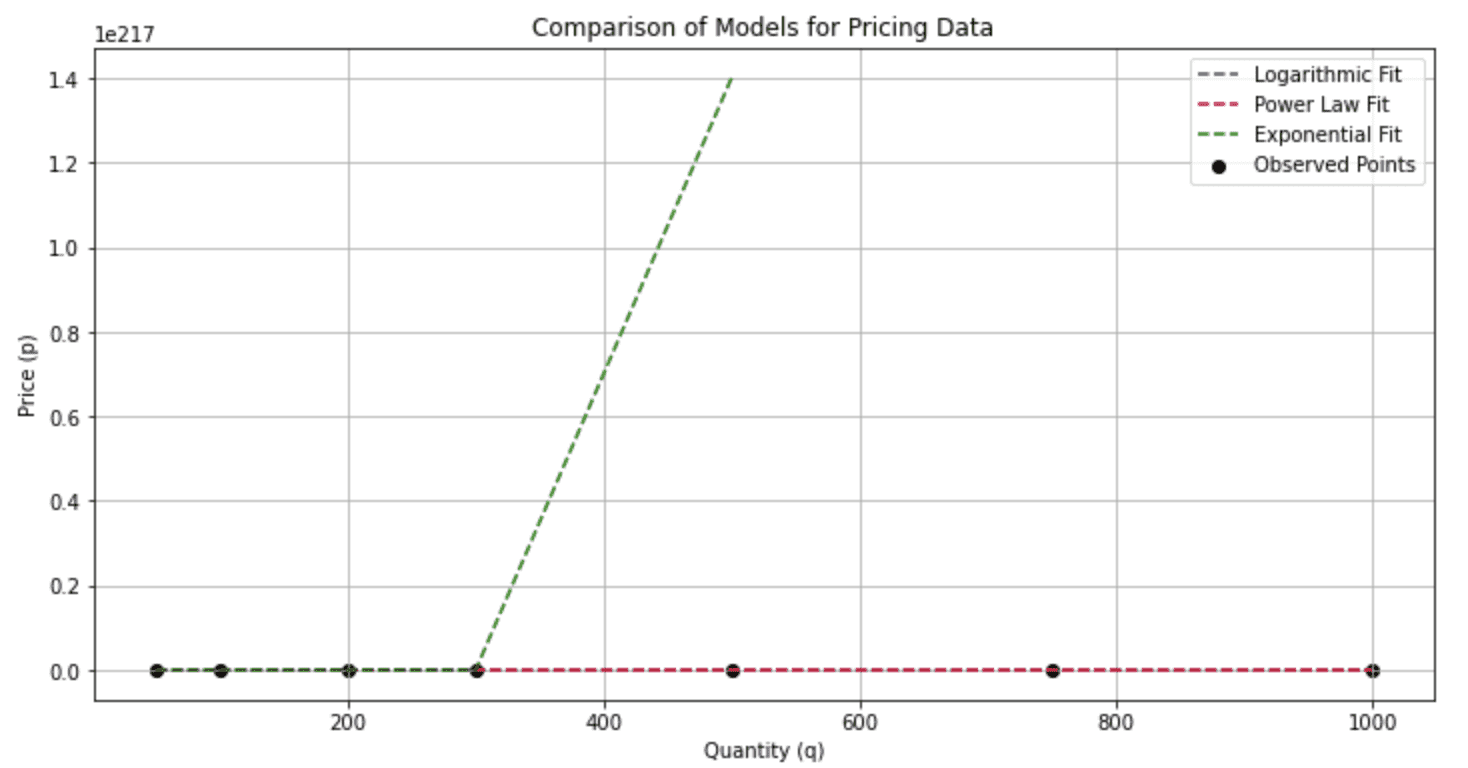 Comparison of Models for Pricing Data
1e217
1.4
1.2
1.0
0.8
0.6
0.4
0.2
0.0
Price (p)
Logarithmic Fit
Power Law Fit
Exponential Fit
Observed Points
200
400
600
800
1000
Quantity (q)